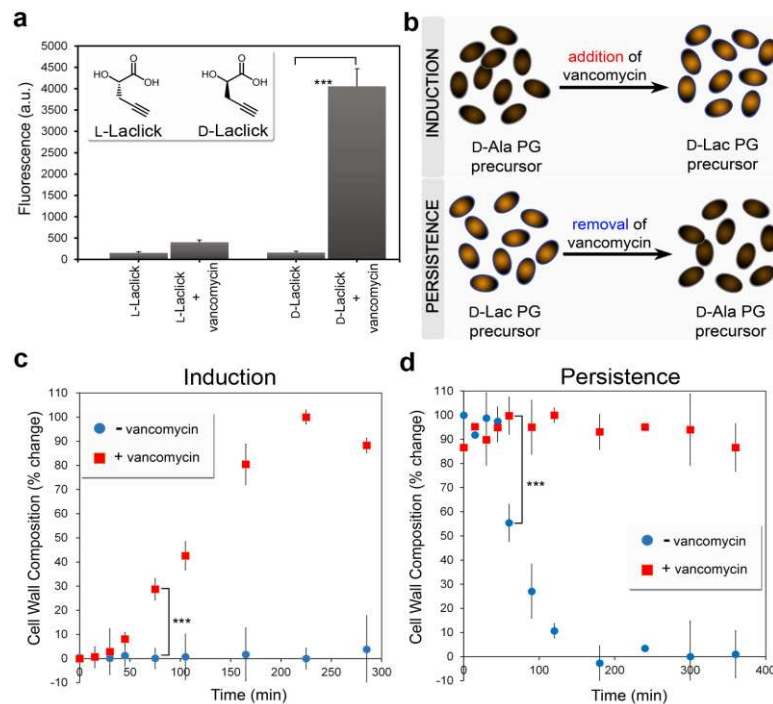 a
5000
4500
4000
3500
3000
2500
2000
1500
1000
500
0
Fluorescence (a.u.)
HO
O
OH
L-Laclick
HO
O
OH
D-Laclick
***
L-Laclick
L-Laclick
+
vancomycin
D-Laclick
D-Laclick
+
vancomycin
b
INDUCTION
addition of
vancomycin
D-Ala PG
precursor
D-Lac PG
precursor
PERSISTENCE
removal of
vancomycin
D-Lac PG
precursor
D-Ala PG
precursor
c
Induction
110
100
90
80
70
60
50
40
30
20
10
0
-10
Cell Wall Composition (% change)
- vancomycin
+ vancomycin
***
50
100
150
200
250
300
Time (min)
d
Persistence
110
100
90
80
70
60
50
40
30
20
10
0
-10
Cell Wall Composition (% change)
***
- vancomycin
+ vancomycin
0
100
200
300
400
Time (min)